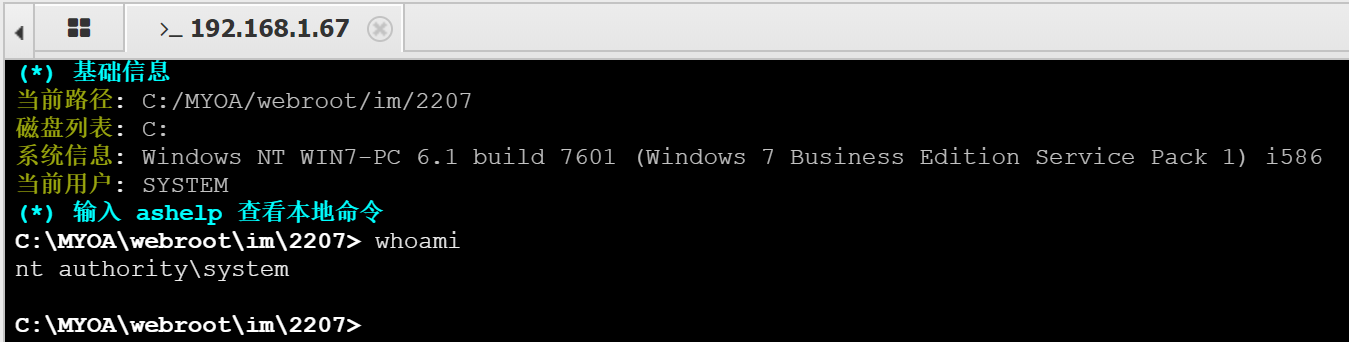 >_ 192.168.1.67
(*) 基础信息
当前路径: C:/MYOA/webroot/im/2207
磁盘列表: C:
系统信息: Windows NT WIN7-PC 6.1 build 7601 (Windows 7 Business Edition Service Pack 1) i586
当前用户: SYSTEM
(*) 输入 ashelp 查看本地命令
C:\MYOA\webroot\im\2207> whoami
nt authority\system
C:\MYOA\webroot\im\2207>